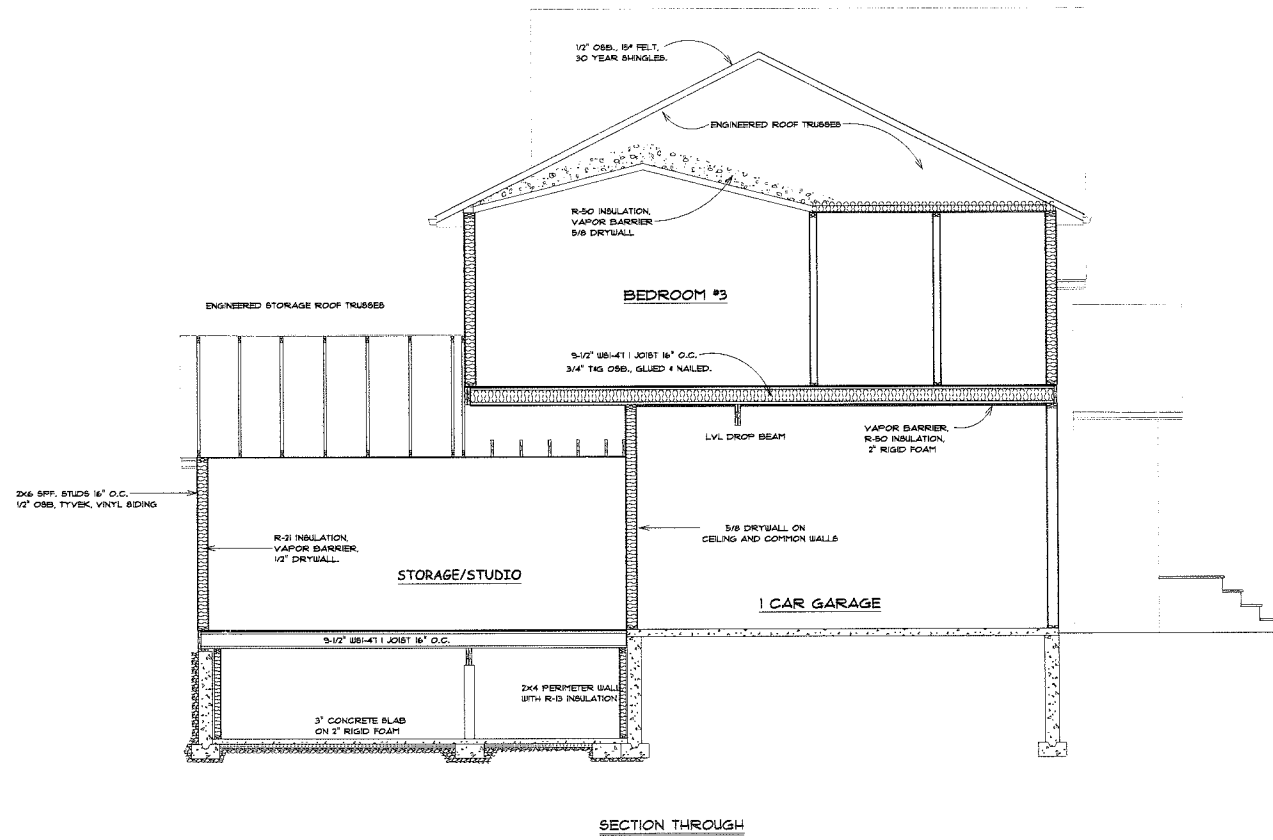 1/2" OSB., 15# FELT,
30 YEAR SHINGLES.
ENGINEERED ROOF TRUSSES
R-50 INSULATION,
VAPOR BARRIER
5/8 DRYWALL
BEDROOM #3
ENGINEERED STORAGE ROOF TRUSSES
9-1/2" WSI-47 I JOIST 16" O.C.
3/4" T&G OSB., GLUED & NAILED.
LVL DROP BEAM
VAPOR BARRIER,
R-50 INSULATION,
2" RIGID FOAM
2X6 SPF. STUDS 16" O.C.
1/2" OSB, TYVEK, VINYL SIDING
R-21 INSULATION,
VAPOR BARRIER,
1/2" DRYWALL.
5/8 DRYWALL ON
CEILING AND COMMON WALLS
STORAGE/STUDIO
1 CAR GARAGE
9-1/2" WSI-47 I JOIST 16" O.C.
2X4 PERIMETER WALL
WITH R-13 INSULATION
3" CONCRETE SLAB
ON 2" RIGID FOAM
SECTION THROUGH